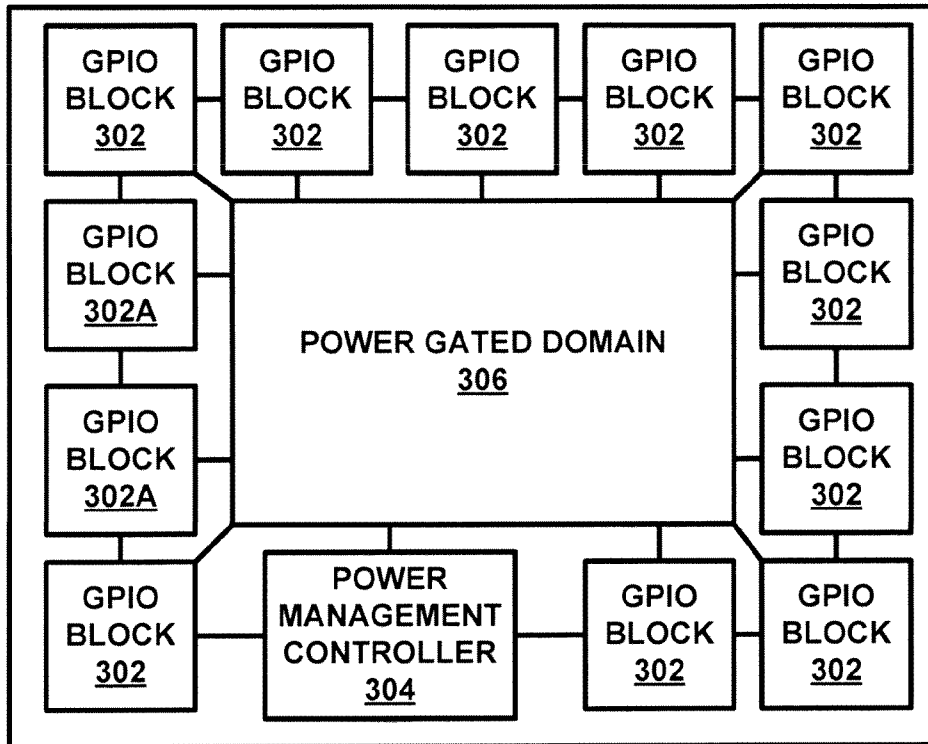 GPIO
BLOCK
302
GPIO
BLOCK
302
GPIO
BLOCK
302
GPIO
BLOCK
302
GPIO
BLOCK
302
GPIO
BLOCK
302A
GPIO
BLOCK
302
POWER GATED DOMAIN
306
GPIO
BLOCK
302A
GPIO
BLOCK
302
GPIO
BLOCK
302
POWER
MANAGEMENT
CONTROLLER
304
GPIO
BLOCK
302
GPIO
BLOCK
302